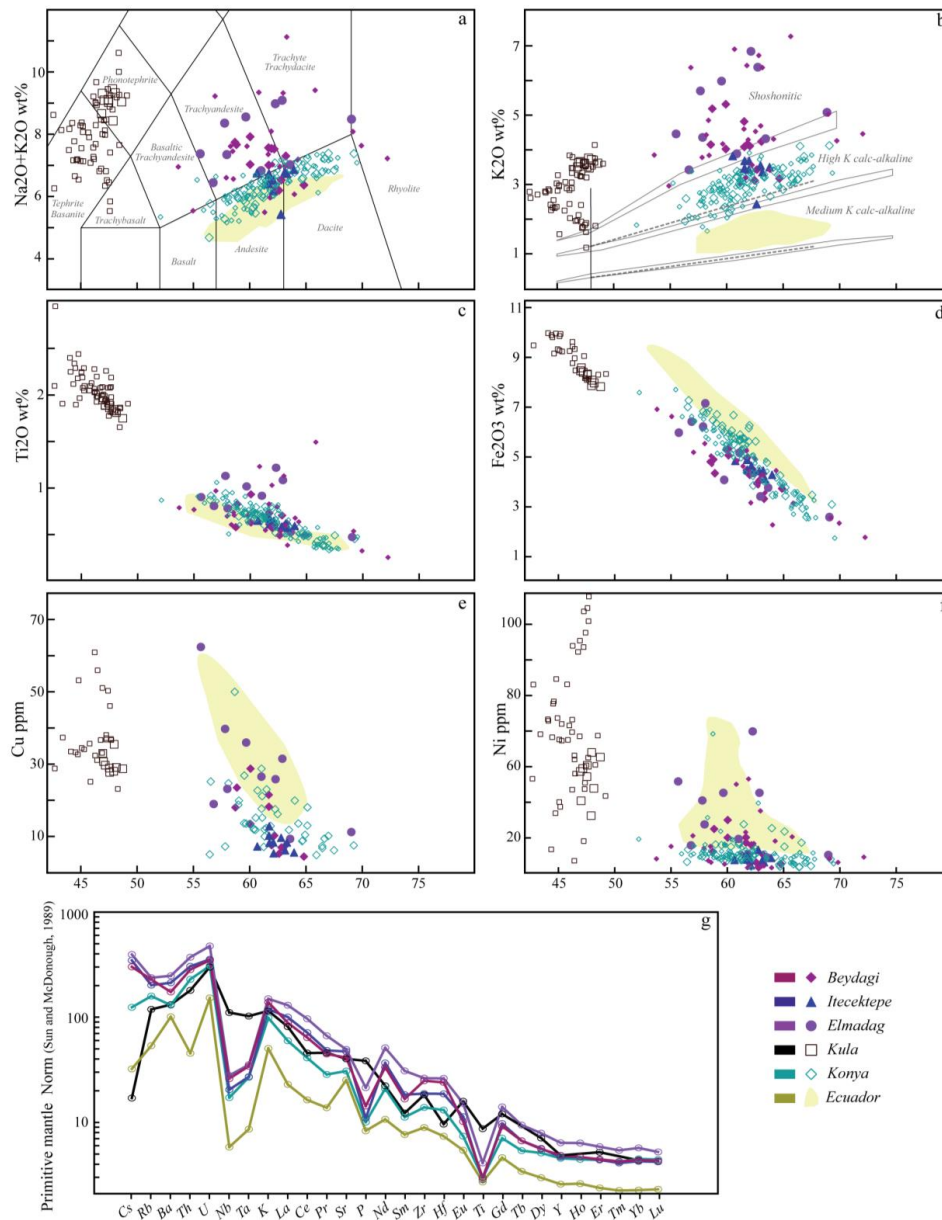 a
Na2O+K2O wt%
10
8
6
4
Phonotephrite
Trachyte
Trachydacite
Trachyandesite
Basaltic
Trachyandesite
Tephrite
Basanite
Trachybasalt
Rhyolite
Basalt
Andesite
Dacite
b
K2O wt%
7
5
3
1
Shoshonitic
High K calc-alkaline
Medium K calc-alkaline
c
Ti2O wt%
2
1
d
Fe2O3 wt%
11
9
7
5
3
1
e
Cu ppm
70
50
30
10
45 50 55 60 65 70 75
Ni ppm
100
80
60
40
20
45 50 55 60 65 70 75
g
Primitive mantle Norm (Sun and McDonough, 1989)
1000
100
10
Cs Rb Ba Th U Nb Ta K La Ce Pr Sr P Nd Sm Zr Hf Eu Ti Gd Tb Dy Y Ho Er Tm Yb Lu
Beydagi
Itecektepe
Elmadag
Kula
Konya
Ecuador